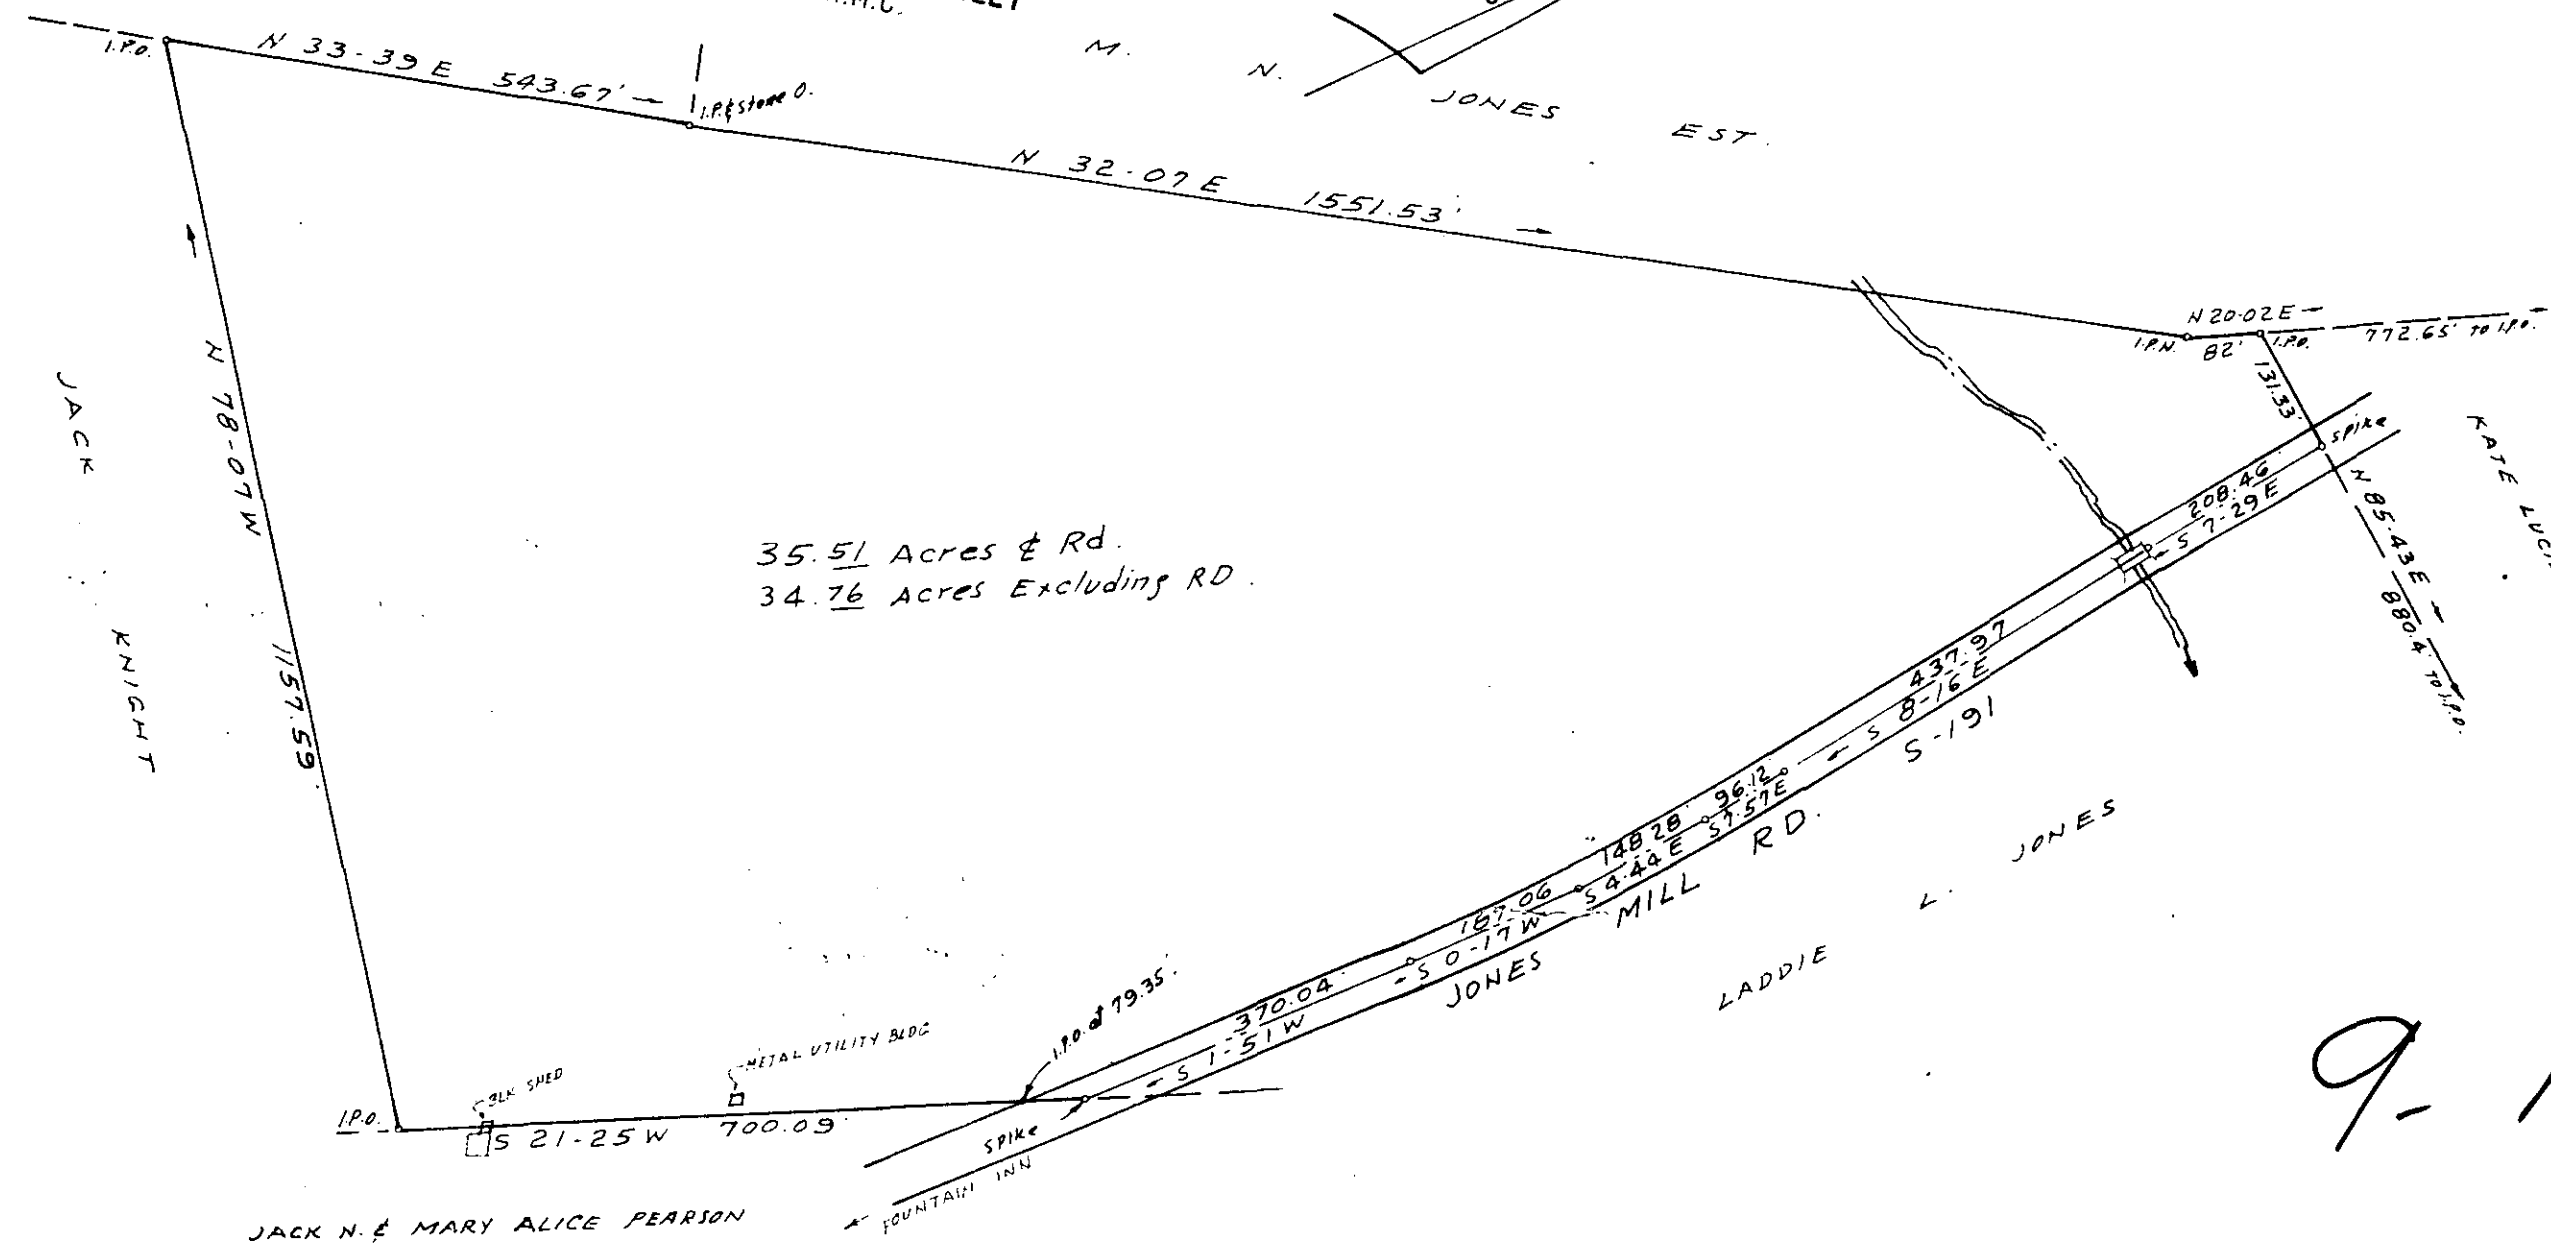 I.P.O.
N 33-39 E 543.67'
I.P. & Stone O.
M. N. JONES EST.
N 32-07 E 1551.53'
N 20-02 E
I.P.N. 82' I.P.O. 772.65' TO I.P.O.
131.33'
SPIKE
N 85-43 E 880.4' TO I.P.O.
KATE
208.46
S 7-29 E
437.97
S 8-16 E
S-191
96.12
S 7-57 E
148.28
S 4-44 E
187.06
S 0-17 W
370.04
S 1-51 W
JONES MILL RD.
LADDIE L. JONES
JACK KNIGHT
N 78-07 W 1157.59
35.51 Acres & Rd.
34.76 Acres Excluding RD.
I.P.O. at 79.35'
METAL UTILITY BLDG
BLK SHED
I.P.O.
S 21-25 W 700.09'
SPIKE
FOUNTAIN INN
JACK N. & MARY ALICE PEARSON
9-